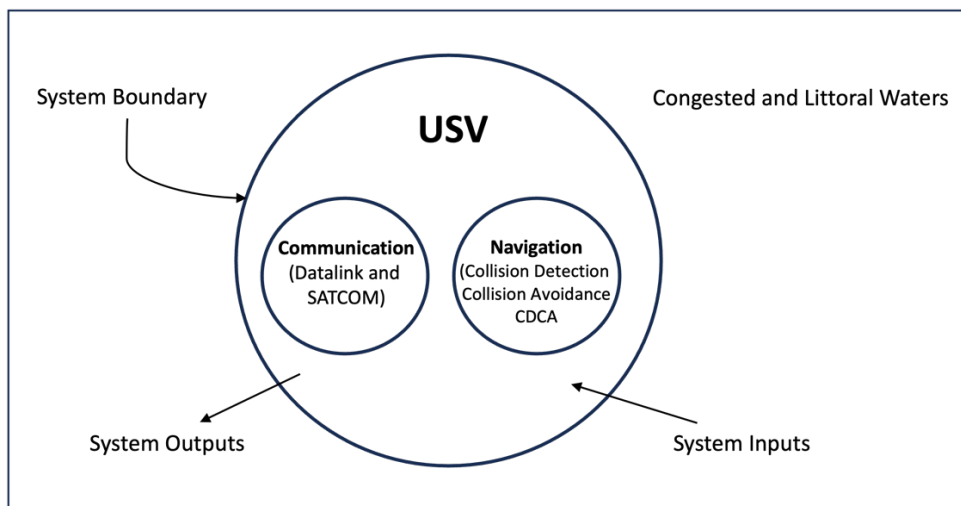 System Boundary
Congested and Littoral Waters
USV
Communication
(Datalink and
SATCOM)
Navigation
(Collision Detection
Collision Avoidance
CDCA
System Outputs
System Inputs